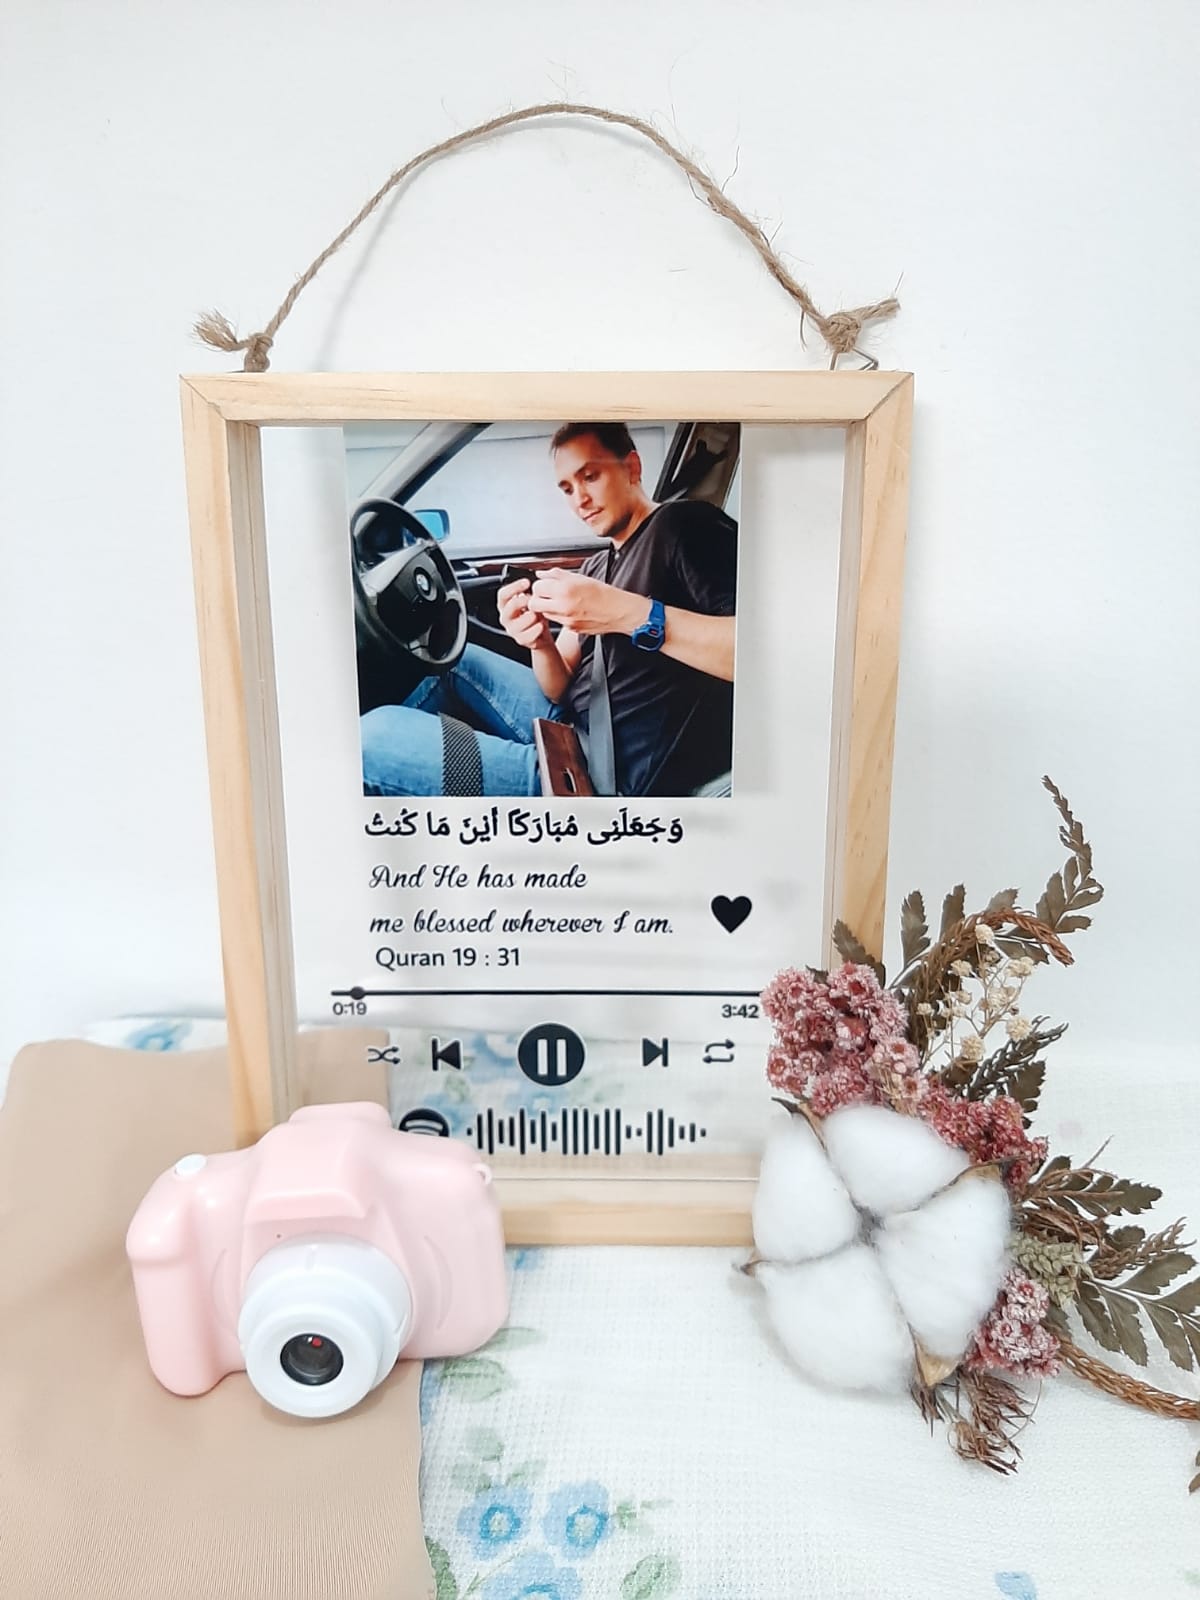 وَجَعَلَنِى مُبَارَكًا أَيْنَ مَا كُنتُ
And He has made
me blessed wherever I am.
Quran 19 : 31
0:19 3:42